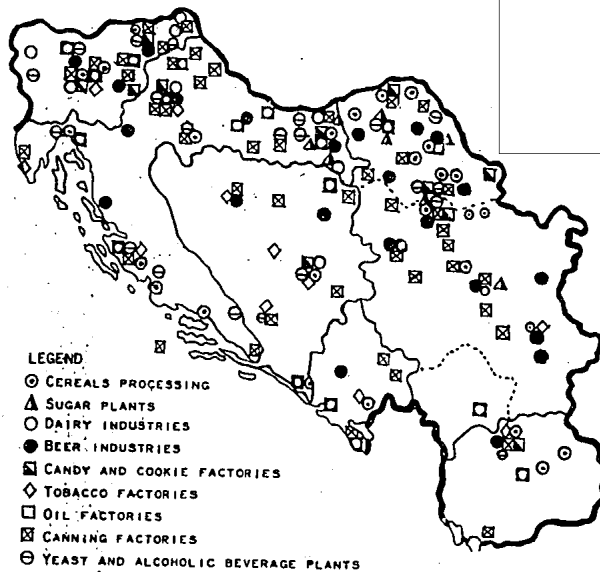 LEGEND
CEREALS PROCESSING
SUGAR PLANTS
DAIRY INDUSTRIES
BEER INDUSTRIES
CANDY AND COOKIE FACTORIES
TOBACCO FACTORIES
OIL FACTORIES
CANNING FACTORIES
YEAST AND ALCOHOLIC BEVERAGE PLANTS